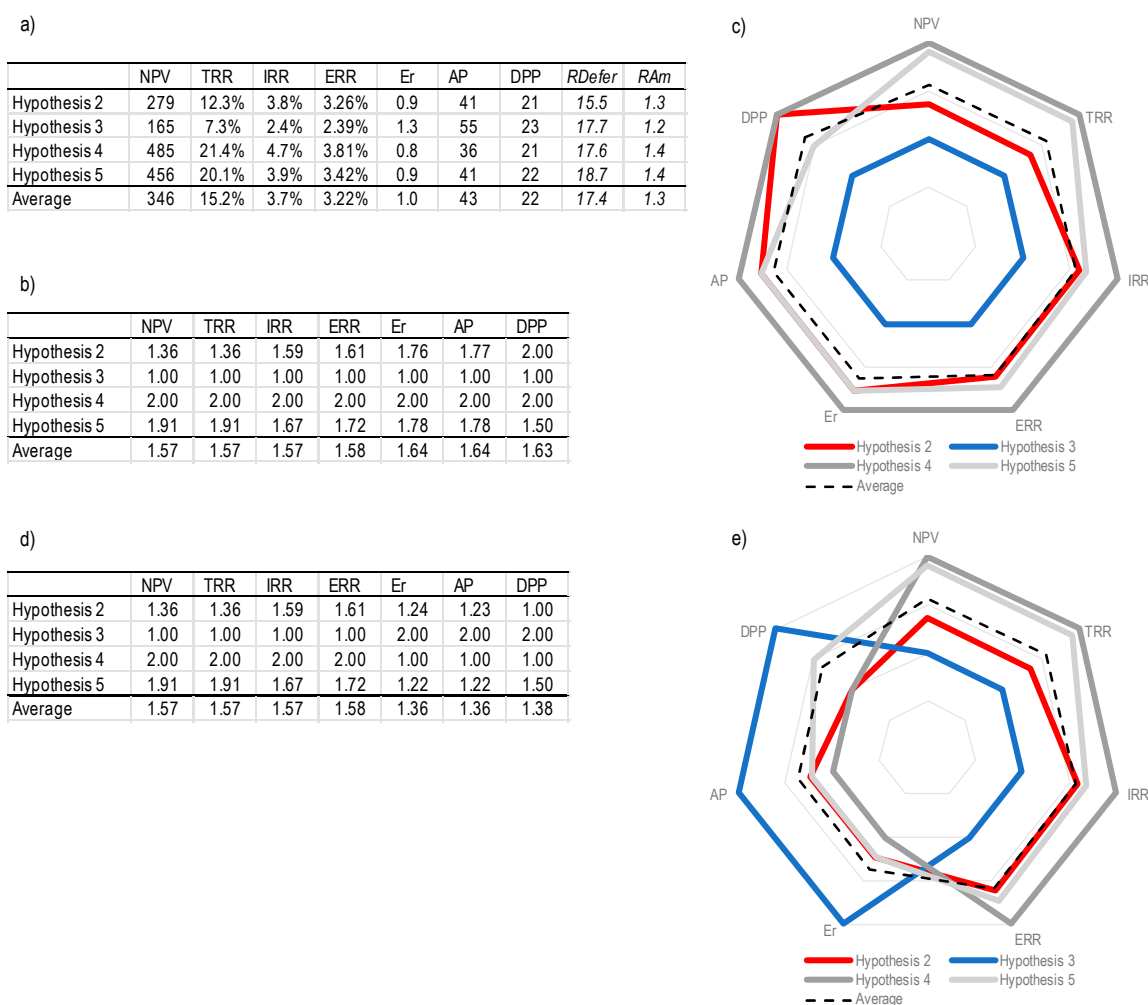 a)
NPV TRR IRR ERR Er AP DPP RDefer RAm
Hypothesis 2 279 12.3% 3.8% 3.26% 0.9 41 21 15.5 1.3
Hypothesis 3 165 7.3% 2.4% 2.39% 1.3 55 23 17.7 1.2
Hypothesis 4 485 21.4% 4.7% 3.81% 0.8 36 21 17.6 1.4
Hypothesis 5 456 20.1% 3.9% 3.42% 0.9 41 22 18.7 1.4
Average 346 15.2% 3.7% 3.22% 1.0 43 22 17.4 1.3
b)
NPV TRR IRR ERR Er AP DPP
Hypothesis 2 1.36 1.36 1.59 1.61 1.76 1.77 2.00
Hypothesis 3 1.00 1.00 1.00 1.00 1.00 1.00 1.00
Hypothesis 4 2.00 2.00 2.00 2.00 2.00 2.00 2.00
Hypothesis 5 1.91 1.91 1.67 1.72 1.78 1.78 1.50
Average 1.57 1.57 1.57 1.58 1.64 1.64 1.63
c)
NPV
DPP TRR
AP IRR
Er ERR
Hypothesis 2 Hypothesis 3
Hypothesis 4 Hypothesis 5
Average
d)
NPV TRR IRR ERR Er AP DPP
Hypothesis 2 1.36 1.36 1.59 1.61 1.24 1.23 1.00
Hypothesis 3 1.00 1.00 1.00 1.00 2.00 2.00 2.00
Hypothesis 4 2.00 2.00 2.00 2.00 1.00 1.00 1.00
Hypothesis 5 1.91 1.91 1.67 1.72 1.22 1.22 1.50
Average 1.57 1.57 1.57 1.58 1.36 1.36 1.38
e)
NPV
DPP TRR
AP IRR
Er ERR
Hypothesis 2 Hypothesis 3
Hypothesis 4 Hypothesis 5
Average